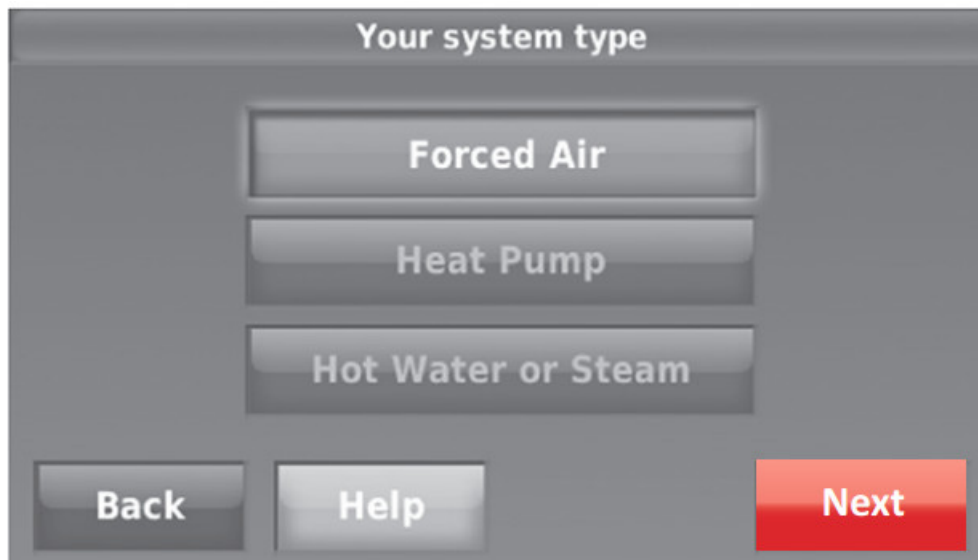 Your system type
Forced Air
Heat Pump
Hot Water or Steam
Back Help Next